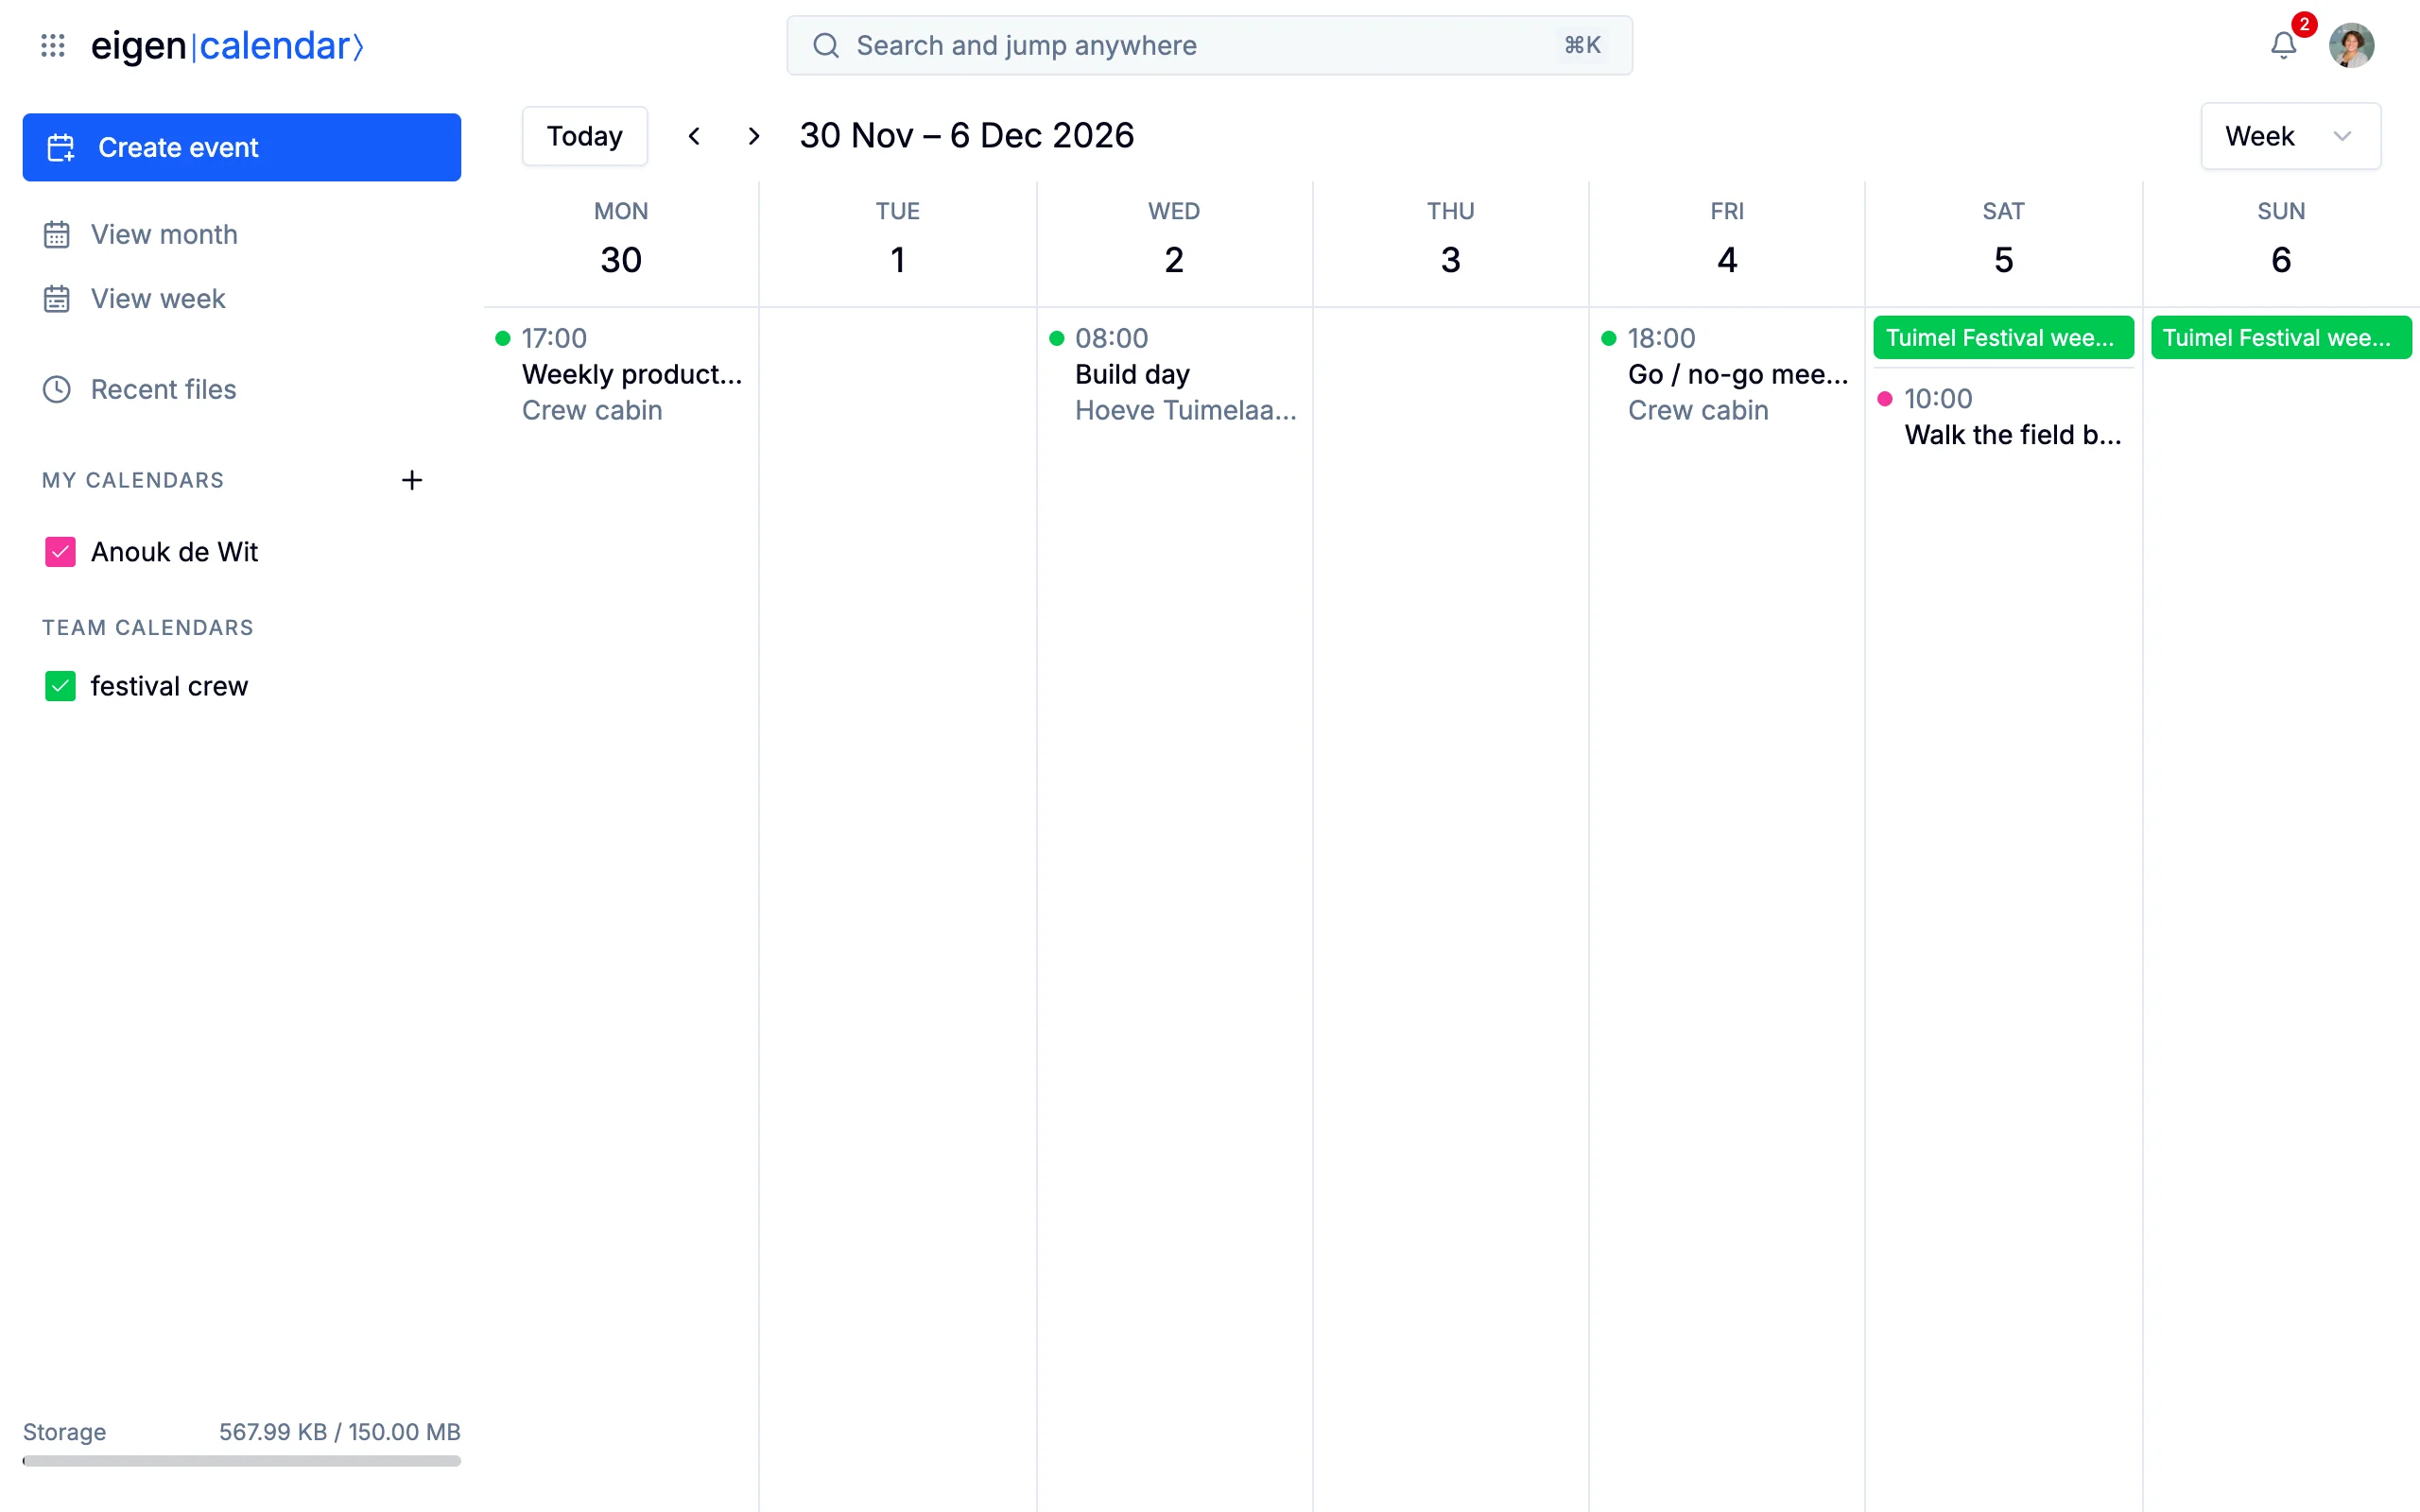 eigen|calendar⟩
Search and jump anywhere
⌘K
2
Create event
View month
View week
Recent files
MY CALENDARS
Anouk de Wit
TEAM CALENDARS
festival crew
Storage
567.99 KB / 150.00 MB
Today
30 Nov – 6 Dec 2026
Week
MON
30
TUE
1
WED
2
THU
3
FRI
4
SAT
5
SUN
6
17:00
Weekly product...
Crew cabin
08:00
Build day
Hoeve Tuimelaa...
18:00
Go / no-go mee...
Crew cabin
Tuimel Festival wee...
10:00
Walk the field b...
Tuimel Festival wee...